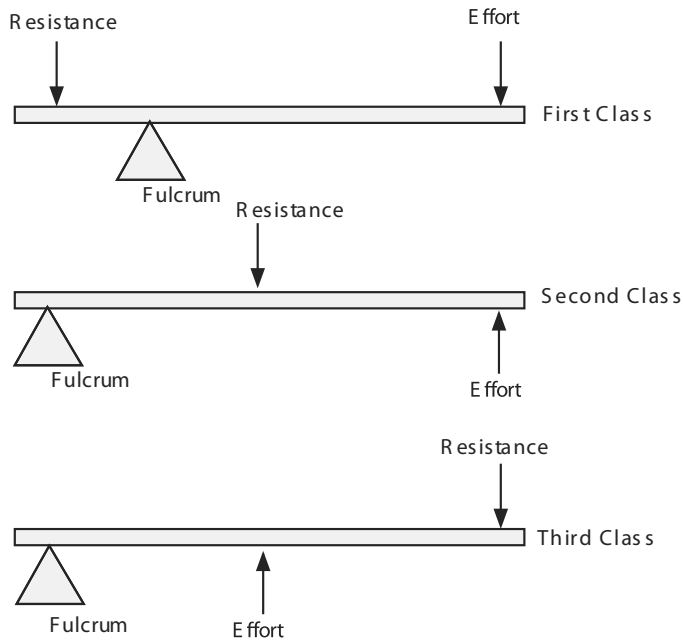 Resistance
Effort
First Class
Fulcrum
Resistance
Second Class
Fulcrum
Effort
Resistance
Third Class
Fulcrum
Effort